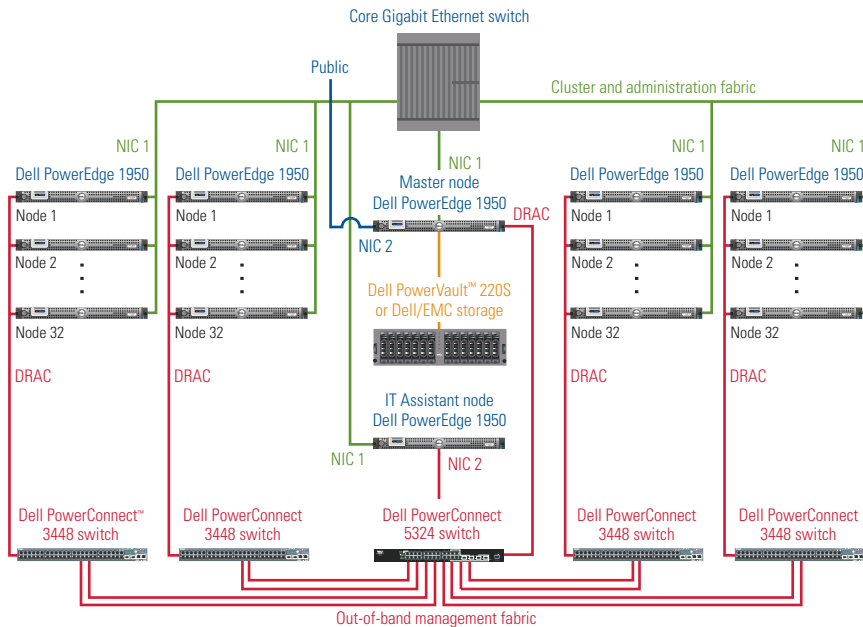 Core Gigabit Ethernet switch
Public
Cluster and administration fabric
NIC 1
NIC 1
NIC 1
NIC 1
NIC 1
Dell PowerEdge 1950
Dell PowerEdge 1950
Master node
Dell PowerEdge 1950
Dell PowerEdge 1950
Dell PowerEdge 1950
DRAC
NIC 2
Node 1
Node 1
Node 1
Node 1
Node 2
Node 2
Node 2
Node 2
Dell PowerVault™ 220S
or Dell/EMC storage
Node 32
Node 32
Node 32
Node 32
DRAC
DRAC
DRAC
DRAC
IT Assistant node
Dell PowerEdge 1950
NIC 1
NIC 2
Dell PowerConnect™
3448 switch
Dell PowerConnect
3448 switch
Dell PowerConnect
5324 switch
Dell PowerConnect
3448 switch
Dell PowerConnect
3448 switch
Out-of-band management fabric